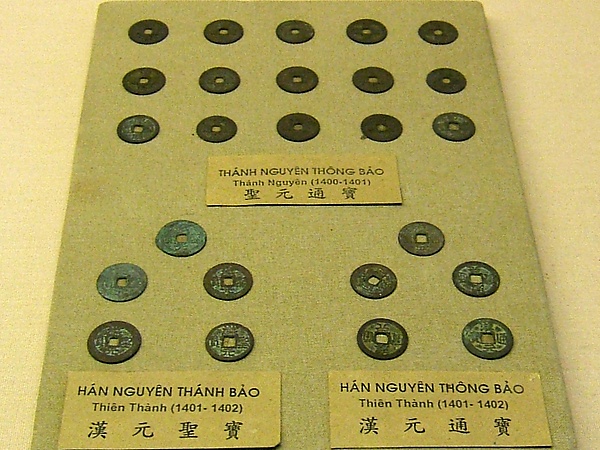 THÁNH NGUYÊN THÔNG BẢO
Thánh Nguyên (1400-1401)
聖 元 通 寶
HÁN NGUYÊN THÁNH BẢO
Thiên Thành (1401- 1402)
漢 元 聖 寶
HÁN NGUYÊN THÔNG BẢO
Thiên Thành (1401- 1402)
漢 元 通 寶